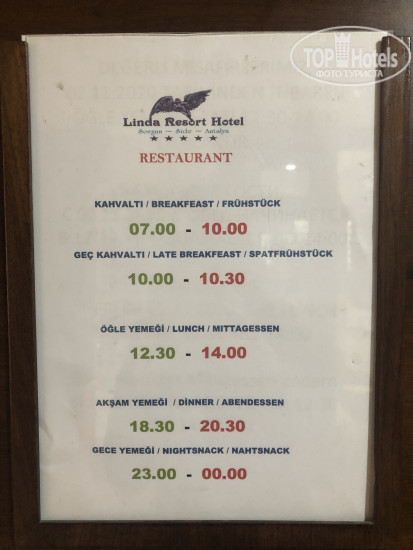 TOP Hotels
ФОТО ТУРИСТА
Linda Resort Hotel
Sorgun - Side - Antalya
RESTAURANT
KAHVALTI / BREAKFEAST / FRÜHSTÜCK
07.00 - 10.00
GEÇ KAHVALTI / LATE BREAKFEAST / SPATFRÜHSTÜCK
10.00 - 10.30
ÖĞLE YEMEĞİ / LUNCH / MITTAGESSEN
12.30 - 14.00
AKŞAM YEMEĞİ / DİNNER / ABENDESSEN
18.30 - 20.30
GECE YEMEĞİ / NIGHTSNACK / NAHTSNACK
23.00 - 00.00